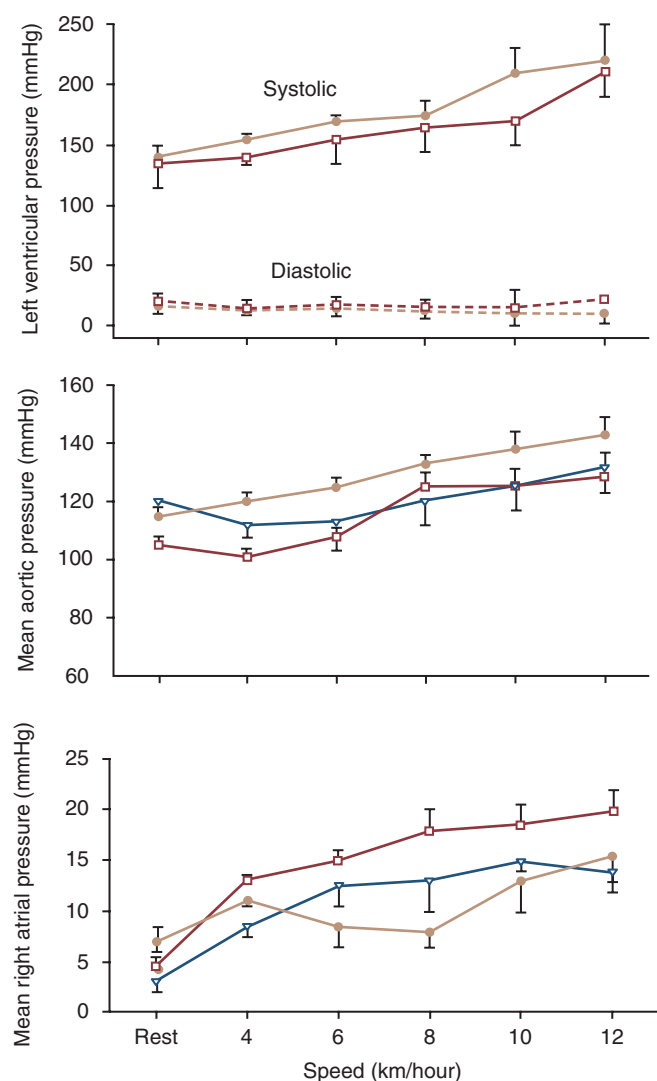 Left ventricular pressure (mmHg)
250
200
150
100
50
0
Systolic
Diastolic
Mean aortic pressure (mmHg)
160
140
120
100
80
60
Mean right atrial pressure (mmHg)
25
20
15
10
5
0
Rest 4 6 8 10 12
Speed (km/hour)